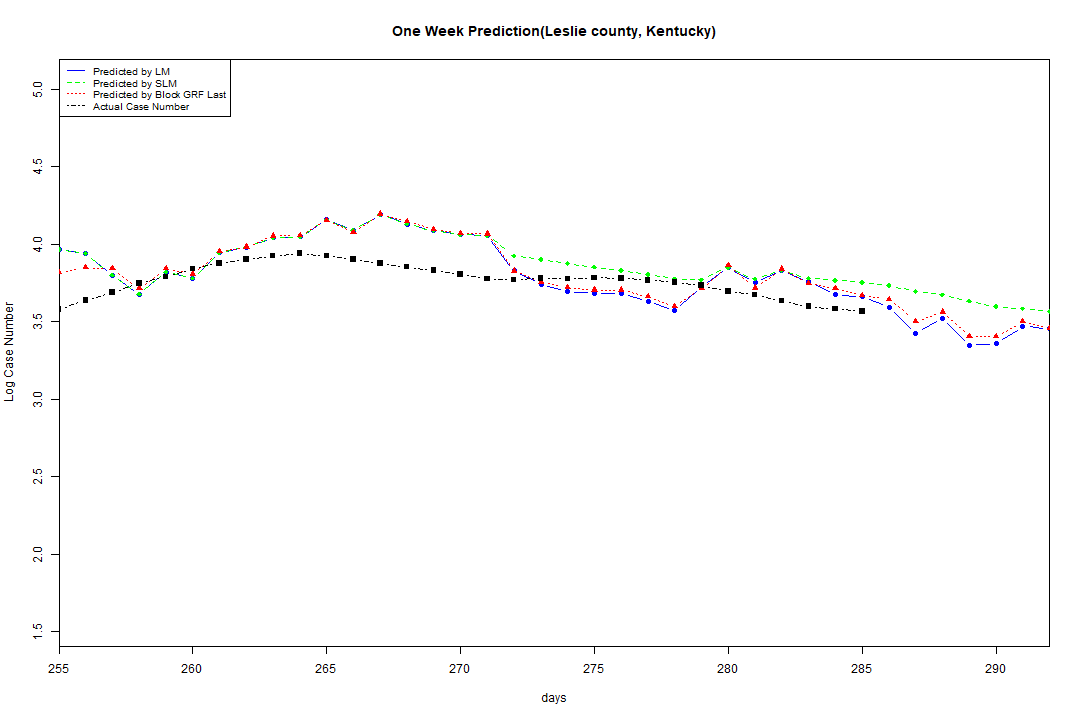 One Week Prediction(Leslie county, Kentucky)
Predicted by LM
Predicted by SLM
Predicted by Block GRF Last
Actual Case Number
5.0
4.5
4.0
3.5
3.0
2.5
2.0
1.5
Log Case Number
255 260 265 270 275 280 285 290
days